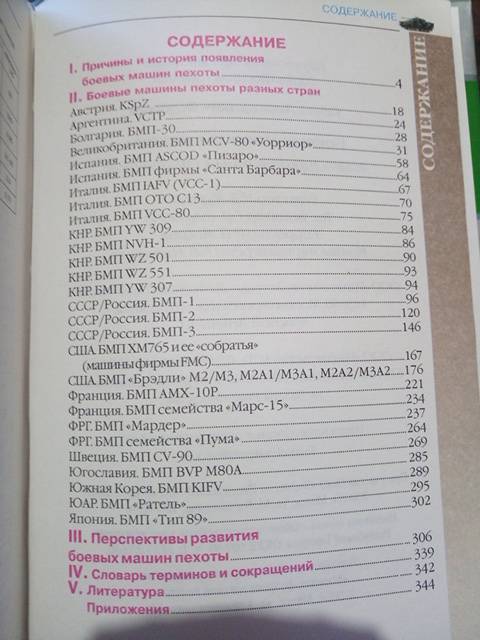 СОДЕРЖАНИЕ
СОДЕРЖАНИЕ
I. Причины и история появления
боевых машин пехоты 4
II. Боевые машины пехоты разных стран
Австрия. KSpZ 18
Аргентина. VCTP 24
Болгария. БМП-30 28
Великобритания. БМП MCV-80 «Уорриор» 31
Испания. БМП ASCOD «Пизаро» 58
Испания. БМП фирмы «Санта Барбара» 64
Италия. БМП IAFV (VCC-1) 67
Италия. БМП OTO C13 70
Италия. БМП VCC-80 75
КНР. БМП YW 309 84
КНР. БМП NVH-1 86
КНР. БМП WZ 501 90
КНР. БМП WZ 551 93
КНР. БМП YW 307 94
СССР/Россия. БМП-1 96
СССР/Россия. БМП-2 120
СССР/Россия. БМП-3 146
США. БМП XM765 и ее «собратья»
(машины фирмы FMC) 167
США. БМП «Брэдли» M2/M3, M2A1/M3A1, M2A2/M3A2 176
Франция. БМП AMX-10P 221
Франция. БМП семейства «Марс-15» 234
ФРГ. БМП «Мардер» 237
ФРГ. БМП семейства «Пума» 264
Швеция. БМП CV-90 269
Югославия. БМП BVP M80A 285
Южная Корея. БМП KIFV 289
ЮАР. БМП «Ратель» 295
Япония. БМП «Тип 89» 302
III. Перспективы развития
боевых машин пехоты 306
IV. Словарь терминов и сокращений 339
V. Литература 342
Приложения 344
СОДЕРЖАНИЕ